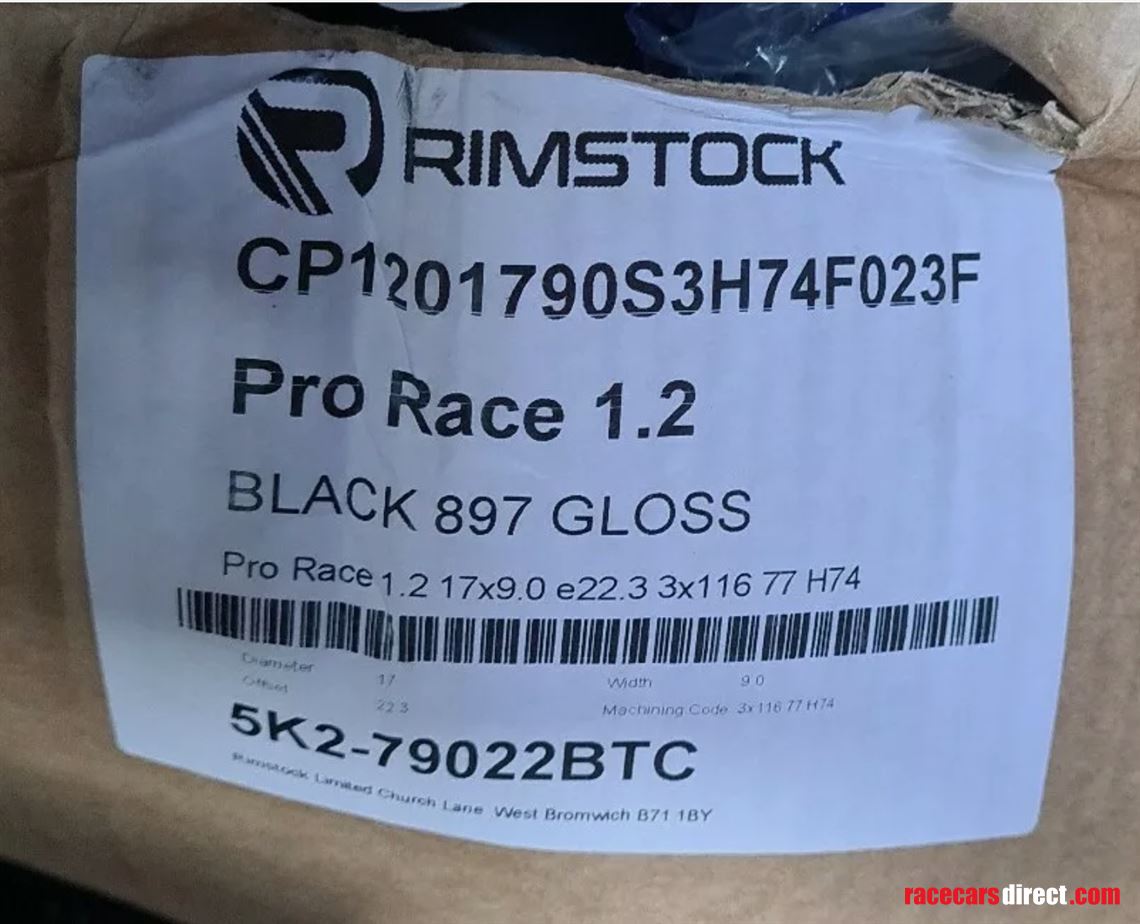 RIMSTOCK
CP1201790S3H74F023F
Pro Race 1.2
BLACK 897 GLOSS
Pro Race 1.2 17x9.0 e22.3 3x116 77 H74
Diameter 17 Width 9.0
Offset 22.3 Machining Code 3x116 77 H74
5K2-79022BTC
Rimstock Limited Church Lane West Bromwich B71 1BY
racecarsdirect.com